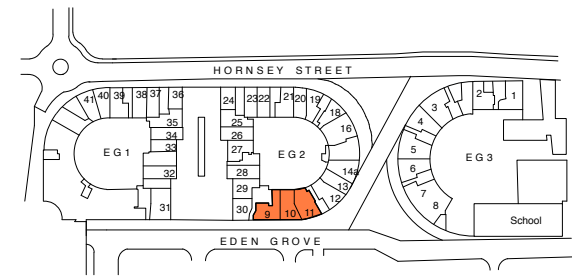 HORNSEY STREET
41 40 39 38 37 36 24 23 22 21 20 19 18 2 1
35 25 16 3 4
34 26
33 27 5
EG1 EG2 EG3
32 28 14a 6
29 13 7
31 30 9 10 11 12 8
School
EDEN GROVE